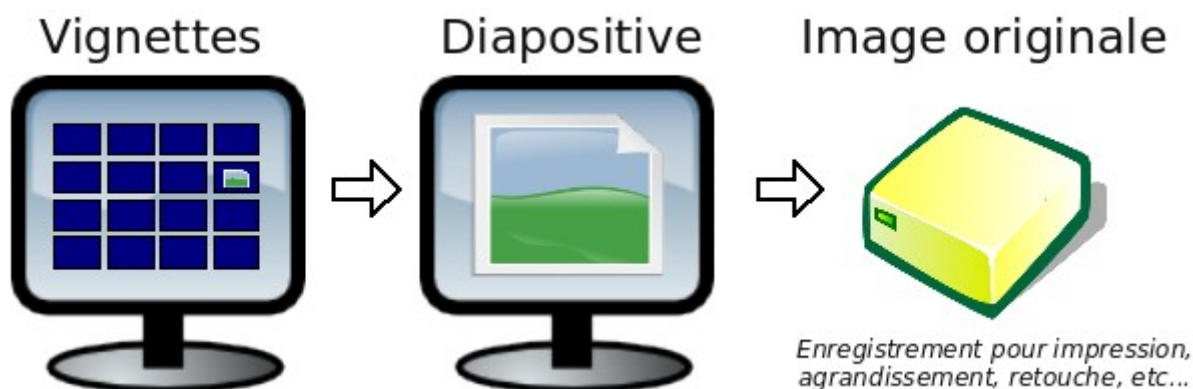 Vignettes
Diapositive
Image originale
Enregistrement pour impression,
agrandissement, retouche, etc...